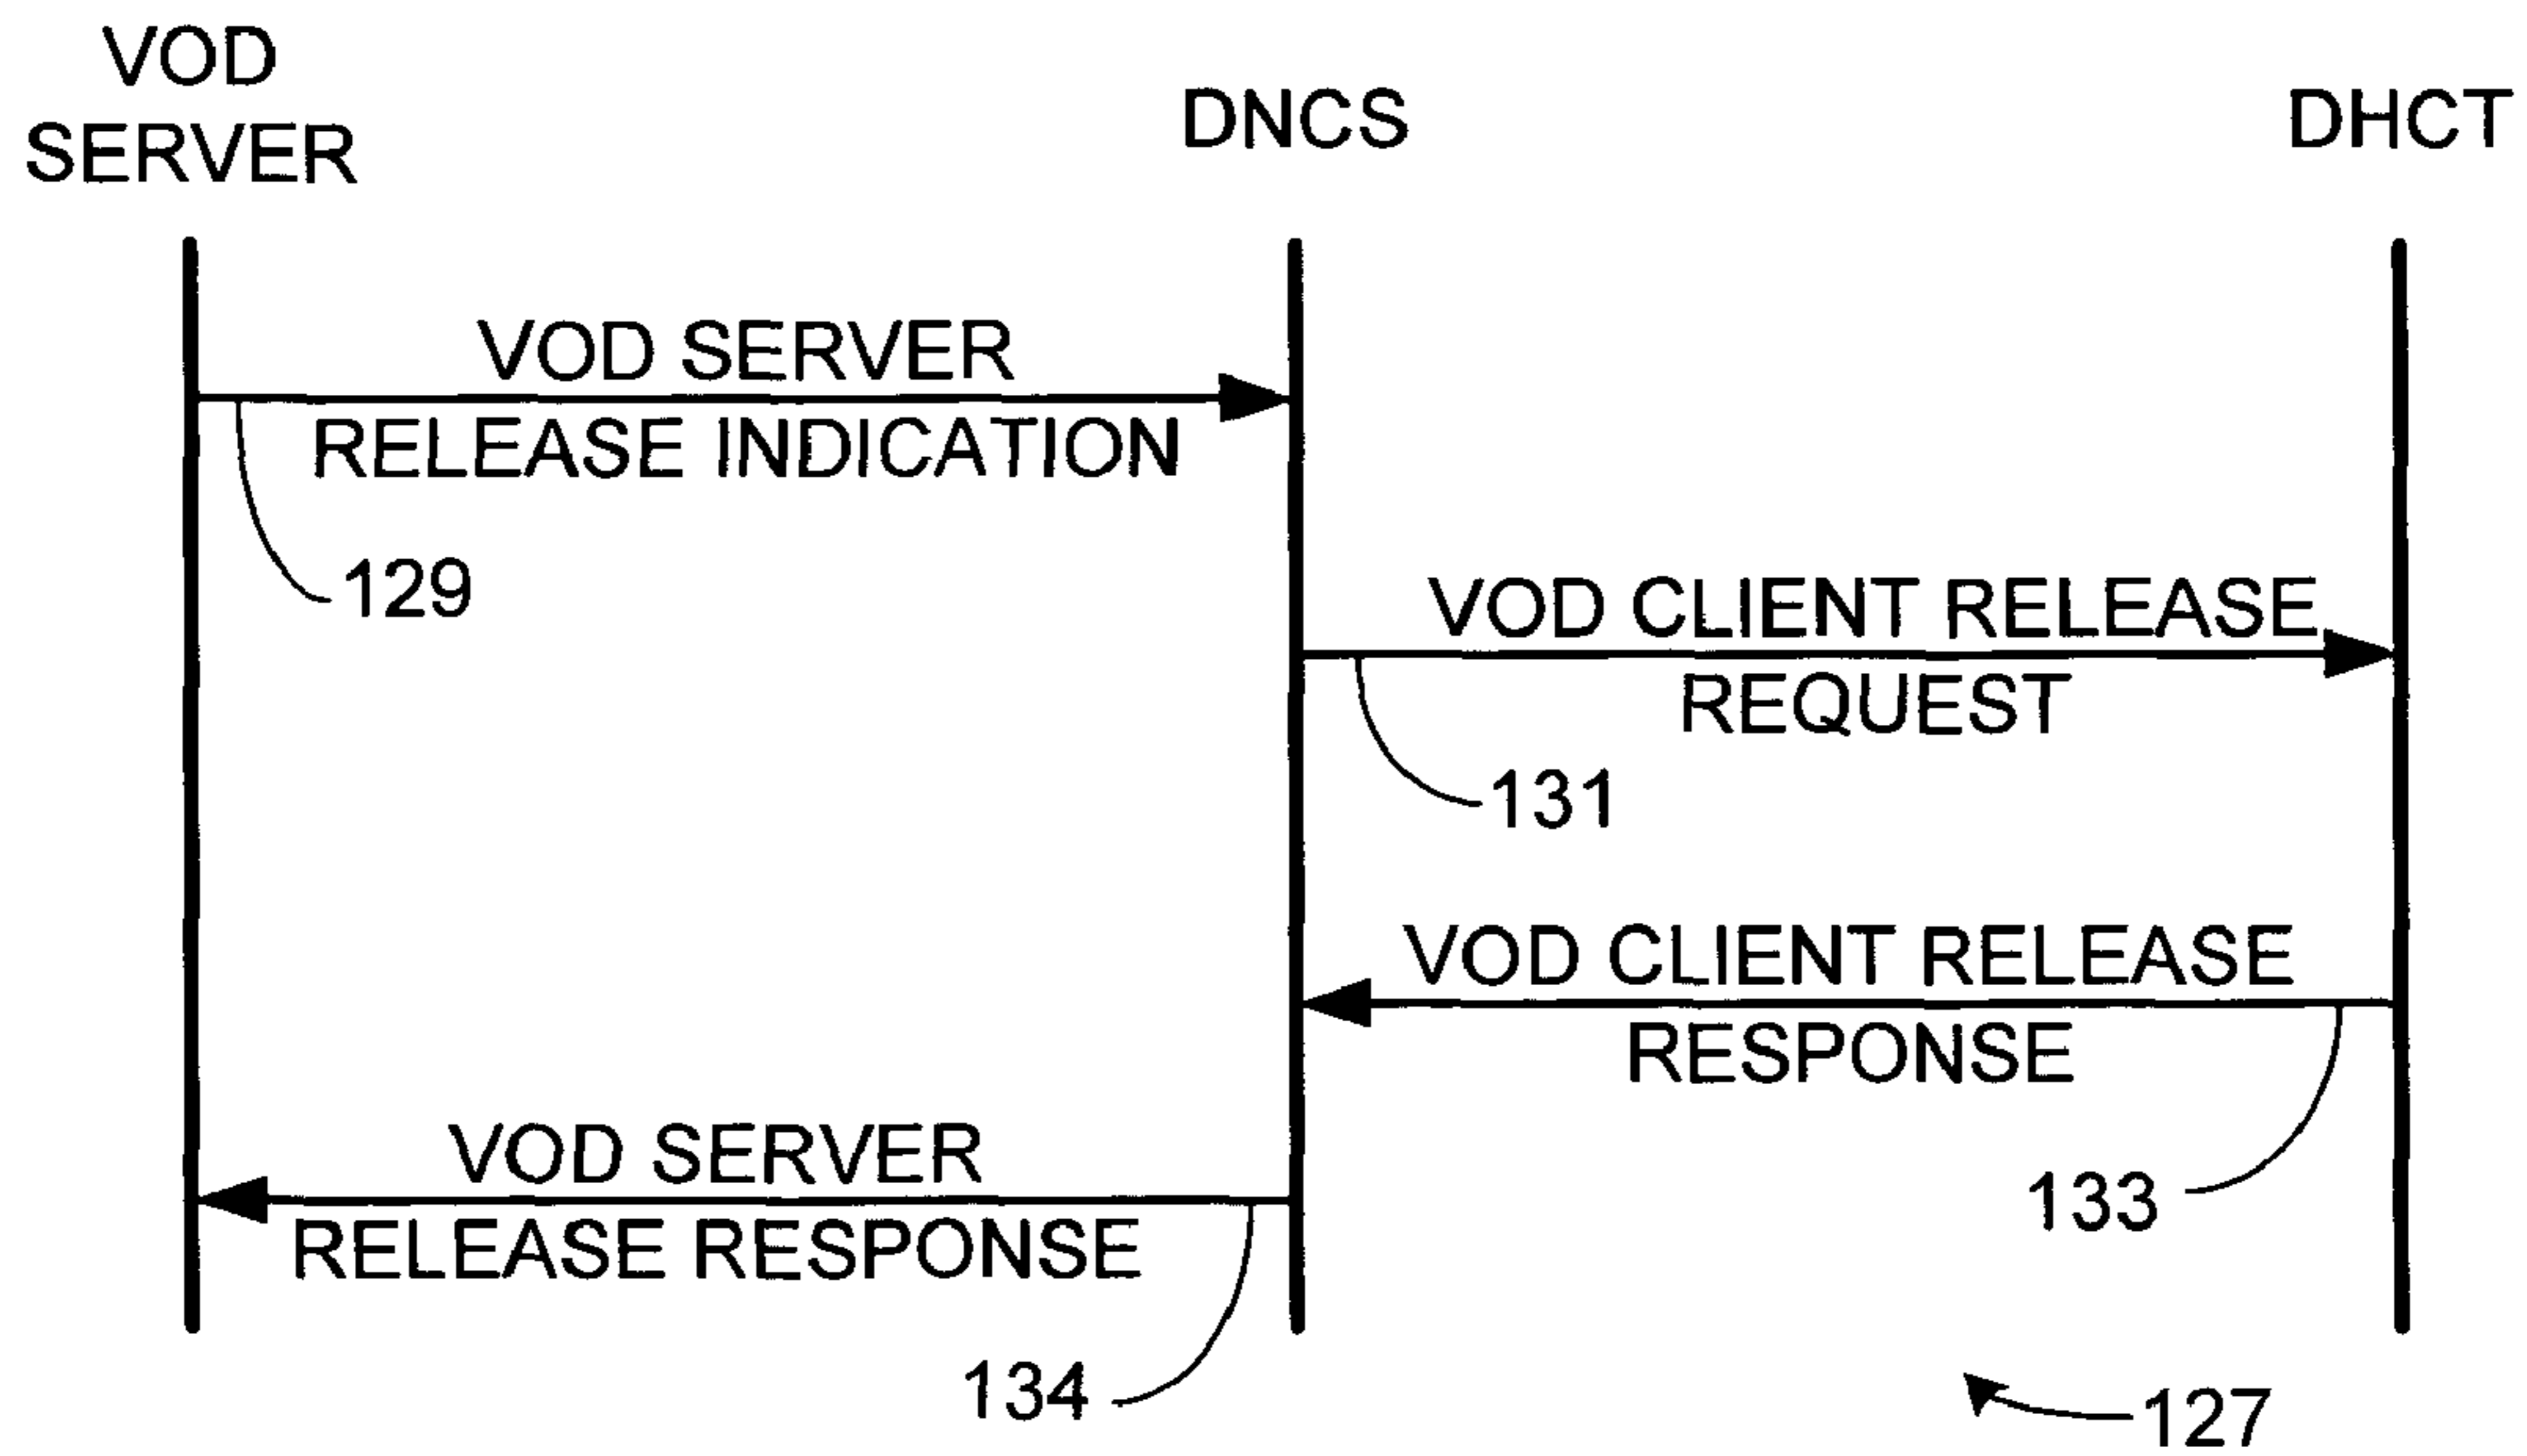 VOD
SERVER
DNCS
DHCT
VOD SERVER
RELEASE INDICATION
129
VOD CLIENT RELEASE
REQUEST
131
VOD CLIENT RELEASE
RESPONSE
133
VOD SERVER
RELEASE RESPONSE
134
127